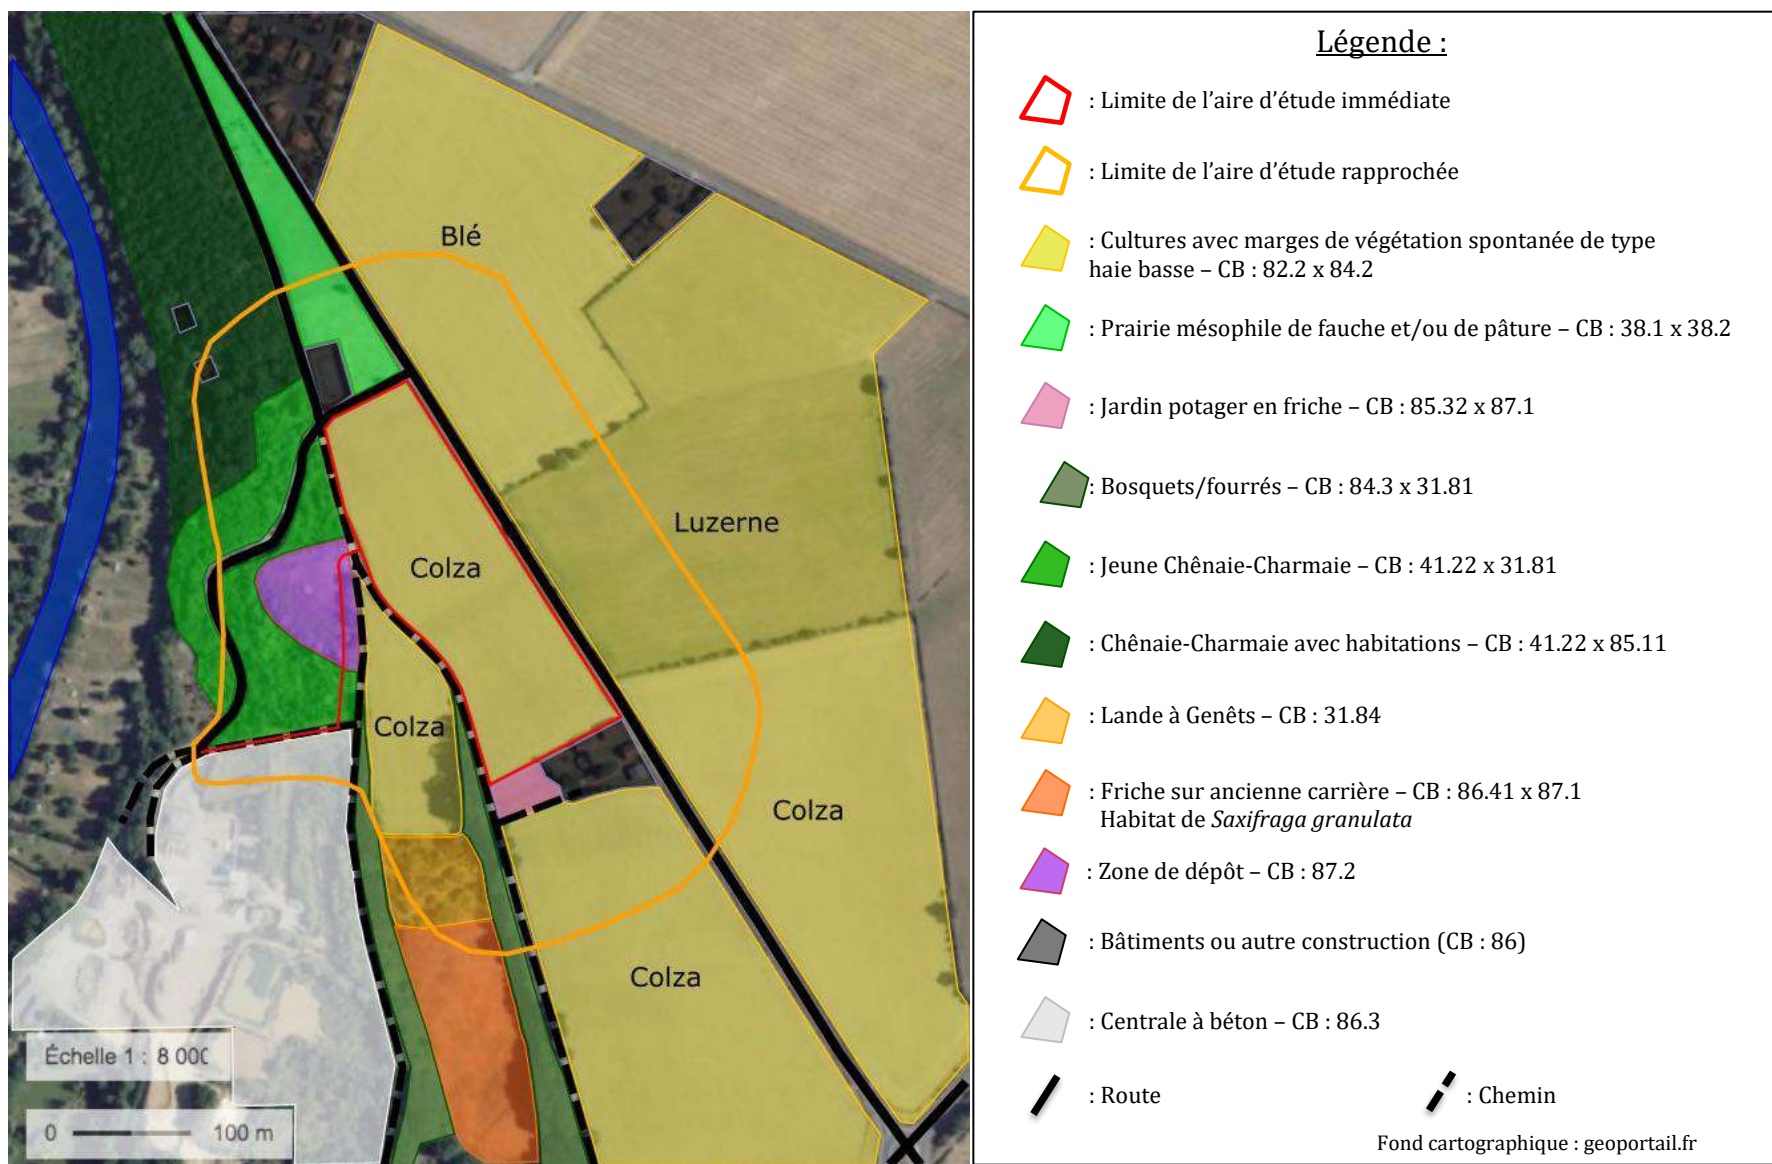 Blé
Luzerne
Colza
Colza
Colza
Colza
Échelle 1 : 8 000
0 100 m
Légende :
: Limite de l'aire d'étude immédiate
: Limite de l'aire d'étude rapprochée
: Cultures avec marges de végétation spontanée de type
haie basse – CB : 82.2 x 84.2
: Prairie mésophile de fauche et/ou de pâture – CB : 38.1 x 38.2
: Jardin potager en friche – CB : 85.32 x 87.1
: Bosquets/fourrés – CB : 84.3 x 31.81
: Jeune Chênaie-Charmaie – CB : 41.22 x 31.81
: Chênaie-Charmaie avec habitations – CB : 41.22 x 85.11
: Lande à Genêts – CB : 31.84
: Friche sur ancienne carrière – CB : 86.41 x 87.1
Habitat de Saxifraga granulata
: Zone de dépôt – CB : 87.2
: Bâtiments ou autre construction (CB : 86)
: Centrale à béton – CB : 86.3
: Route
: Chemin
Fond cartographique : geoportail.fr